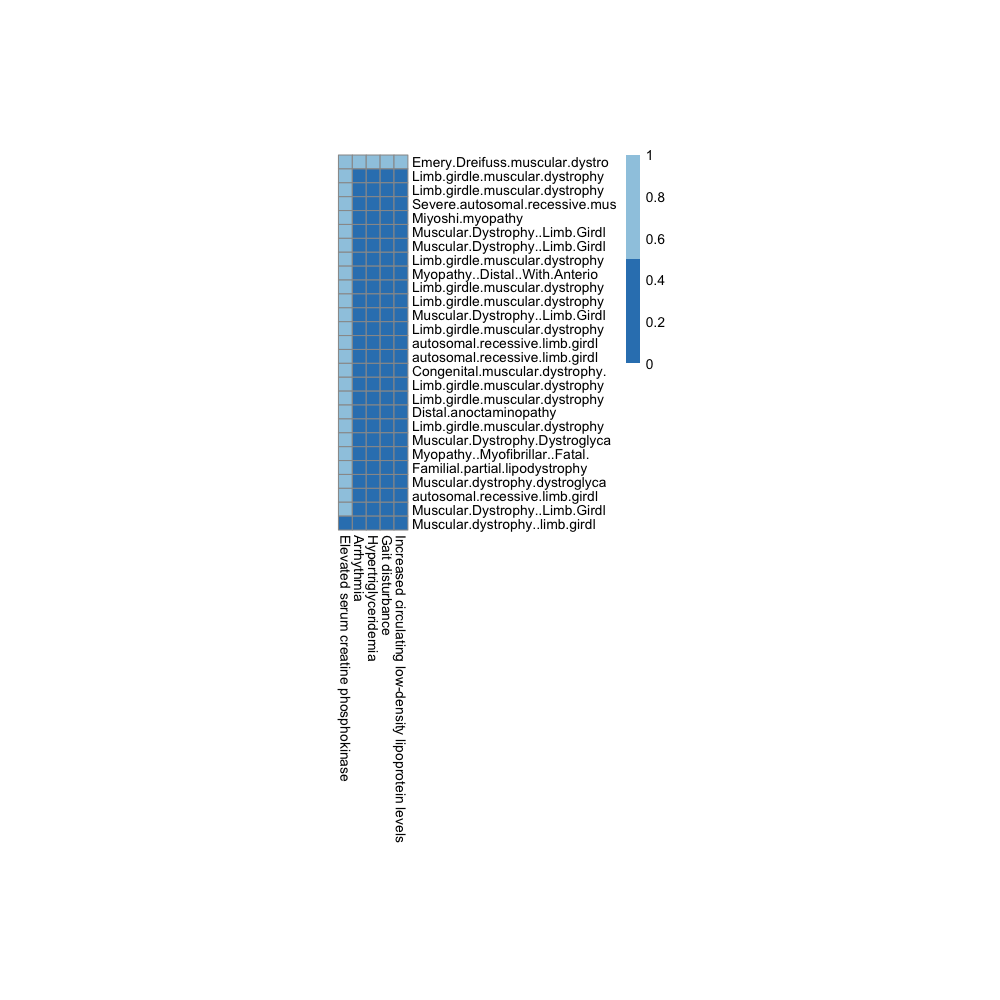 Emery.Dreifuss.muscular.dystro
Limb.girdle.muscular.dystrophy
Limb.girdle.muscular.dystrophy
Severe.autosomal.recessive.mus
Miyoshi.myopathy
Muscular.Dystrophy..Limb.Girdl
Muscular.Dystrophy..Limb.Girdl
Limb.girdle.muscular.dystrophy
Myopathy..Distal..With.Anterio
Limb.girdle.muscular.dystrophy
Limb.girdle.muscular.dystrophy
Muscular.Dystrophy..Limb.Girdl
Limb.girdle.muscular.dystrophy
autosomal.recessive.limb.girdl
autosomal.recessive.limb.girdl
Congenital.muscular.dystrophy.
Limb.girdle.muscular.dystrophy
Limb.girdle.muscular.dystrophy
Distal.anoctaminopathy
Limb.girdle.muscular.dystrophy
Muscular.Dystrophy.Dystroglyca
Myopathy..Myofibrillar..Fatal.
Familial.partial.lipodystrophy
Muscular.dystrophy.dystroglyca
autosomal.recessive.limb.girdl
Muscular.Dystrophy..Limb.Girdl
Muscular.dystrophy..limb.girdl
1
0.8
0.6
0.4
0.2
0
Elevated serum creatine phosphokinase
Arrhythmia
Hypertriglyceridemia
Gait disturbance
Increased circulating low-density lipoprotein levels